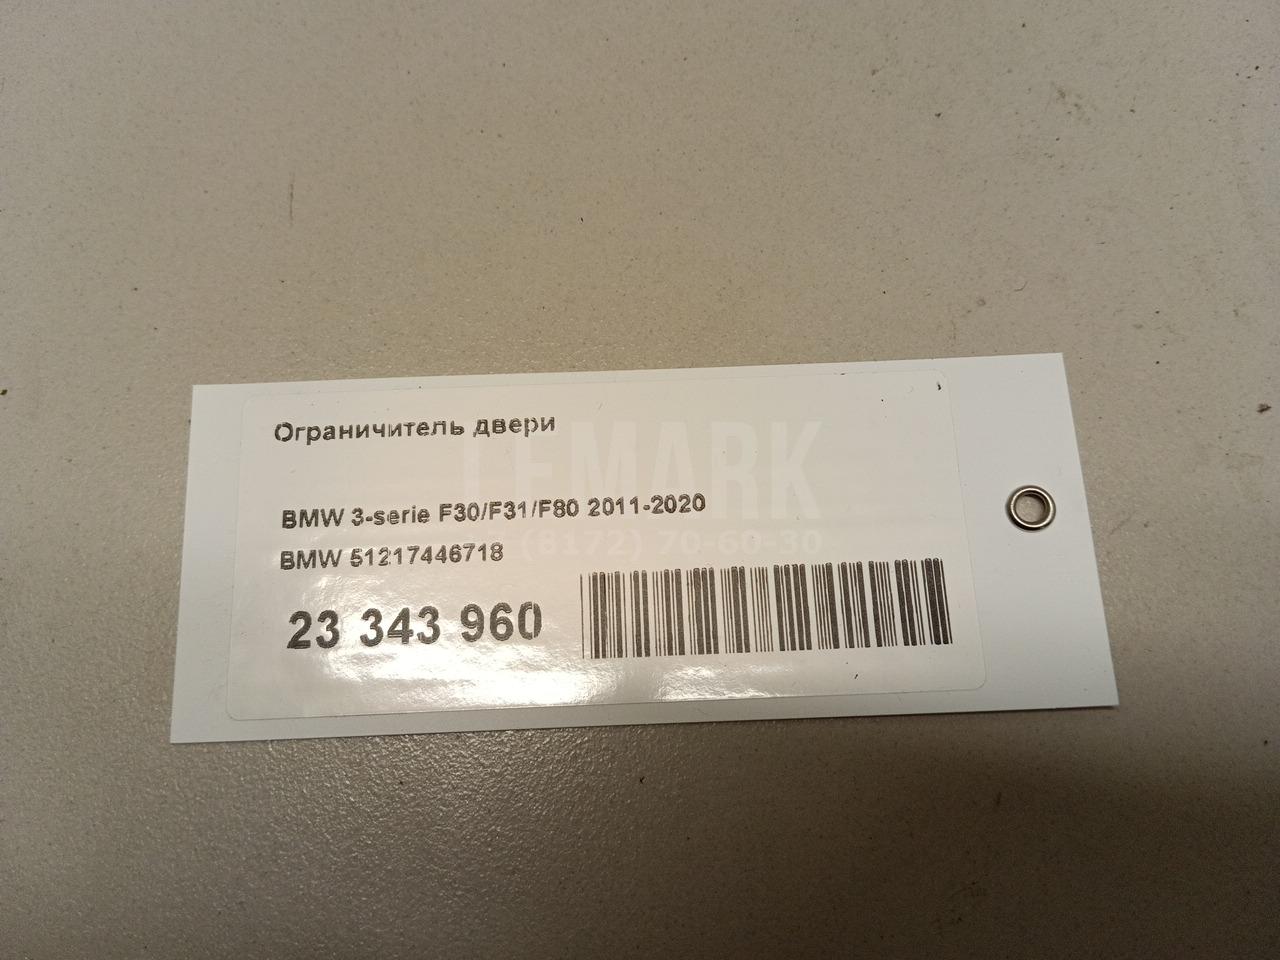 Ограничитель двери
LEMARK
BMW 3-serie F30/F31/F80 2011-2020
(8172) 70-60-30
BMW 51217446718
23 343 960